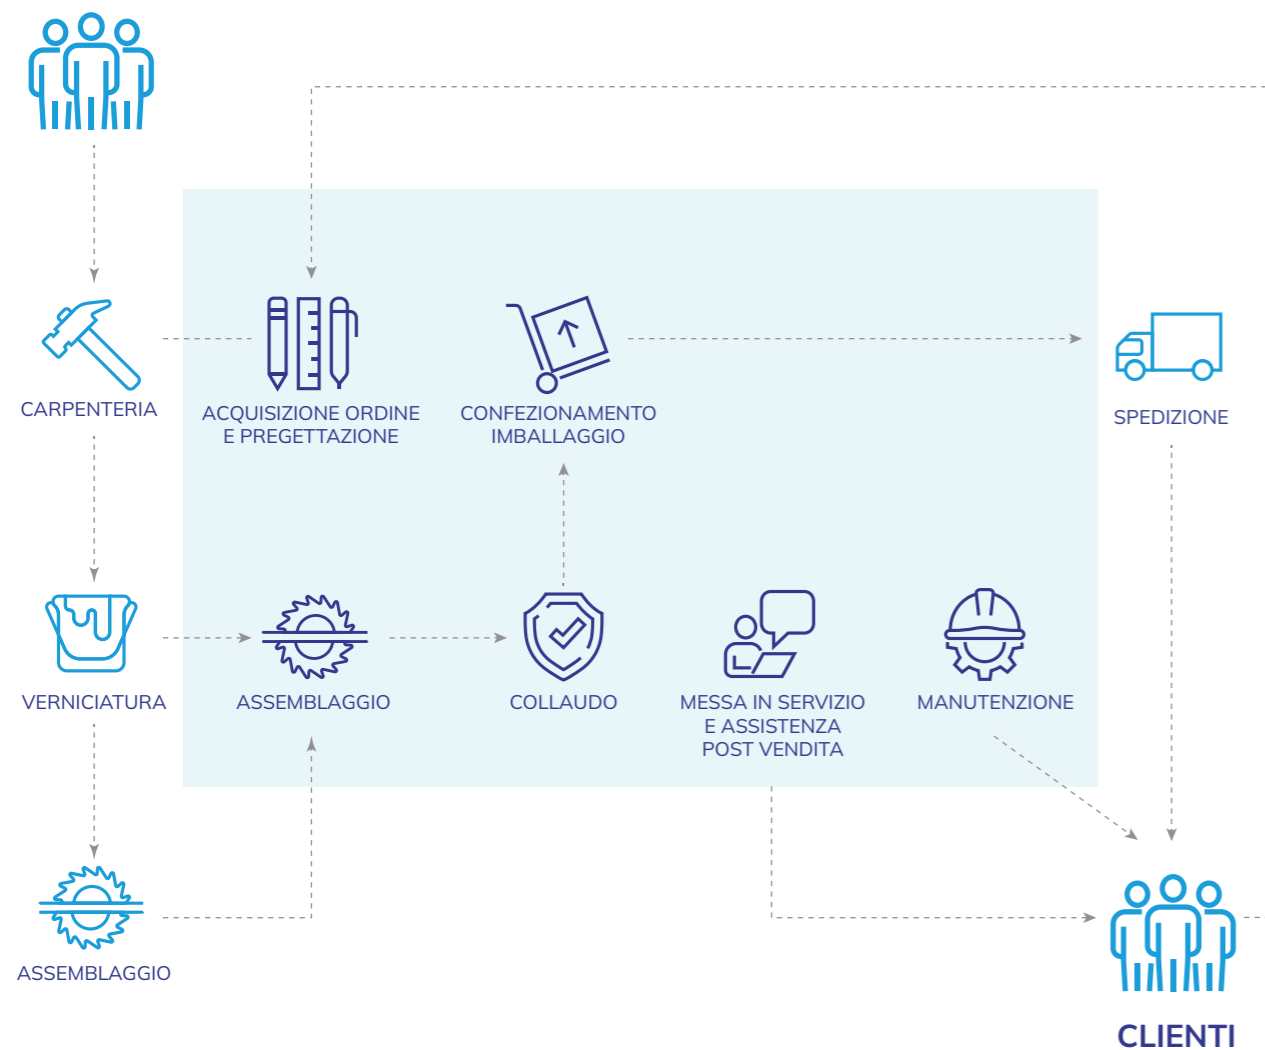 CARPENTERIA
ACQUISIZIONE ORDINE
E PREGETTAZIONE
CONFEZIONAMENTO
IMBALLAGGIO
SPEDIZIONE
VERNICIATURA
ASSEMBLAGGIO
COLLAUDO
MESSA IN SERVIZIO
E ASSISTENZA
POST VENDITA
MANUTENZIONE
ASSEMBLAGGIO
CLIENTI